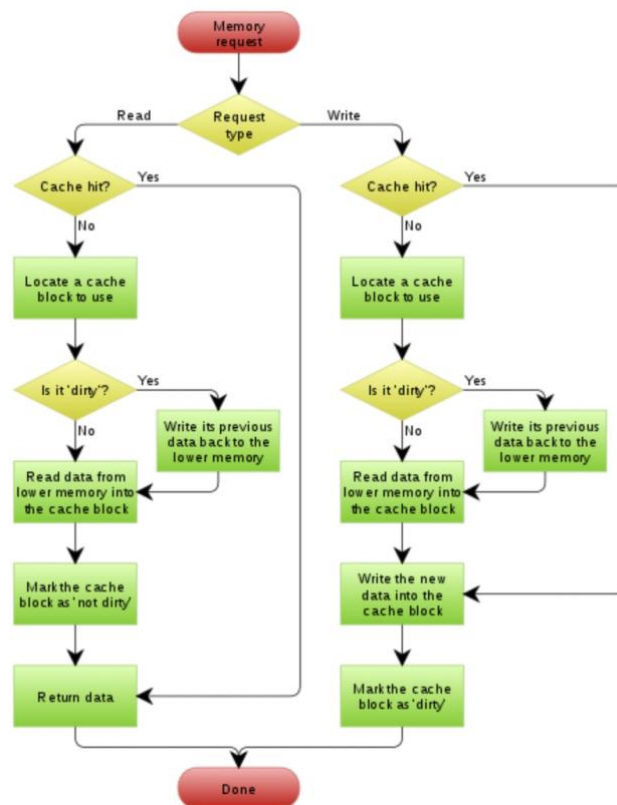 Memory
request
Read
Request
type
Write
Cache hit?
Yes
No
Locate a cache
block to use
Is it 'dirty'?
Yes
No
Write its previous
data back to the
lower memory
Read data from
lower memory into
the cache block
Mark the cache
block as 'not dirty'
Return data
Cache hit?
Yes
No
Locate a cache
block to use
Is it 'dirty'?
Yes
No
Write its previous
data back to the
lower memory
Read data from
lower memory into
the cache block
Write the new
data into the
cache block
Mark the cache
block as 'dirty'
Done